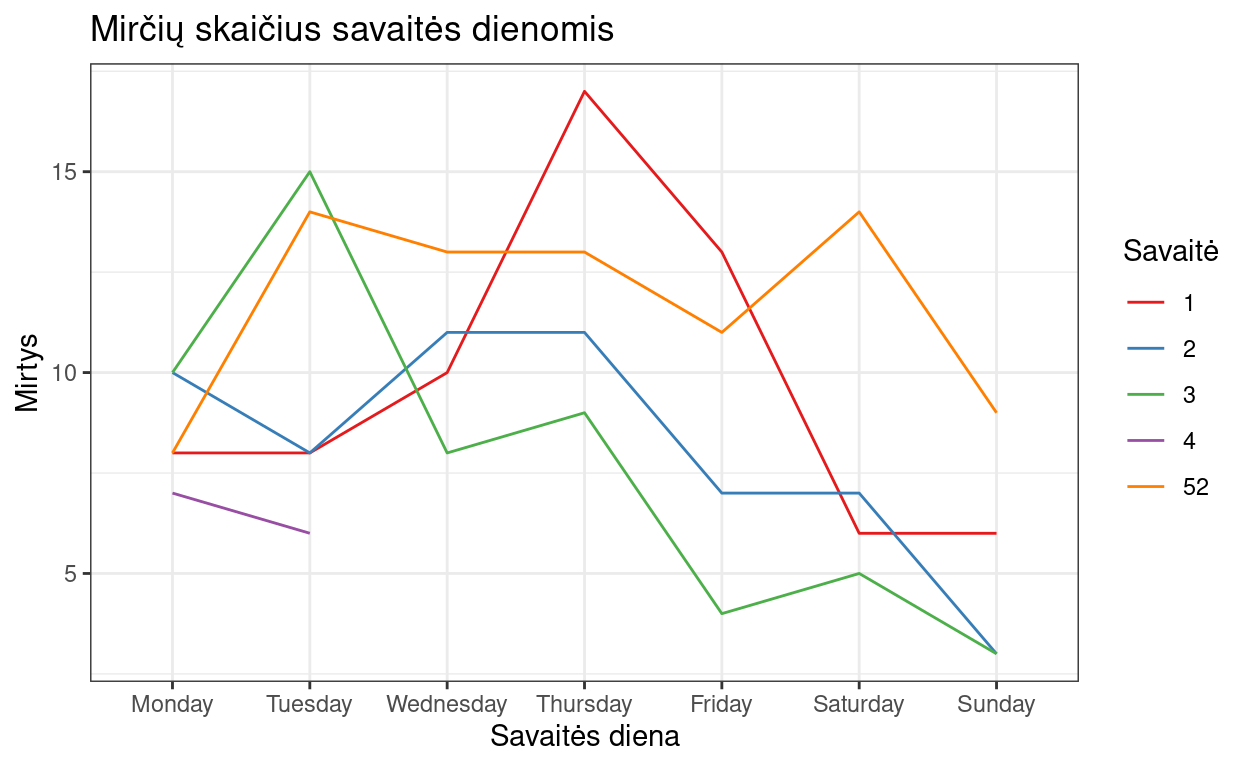 Mirčių skaičius savaitės dienomis
Mirtys
15
10
5
Monday Tuesday Wednesday Thursday Friday Saturday Sunday
Savaitės diena
Savaitė
1
2
3
4
52